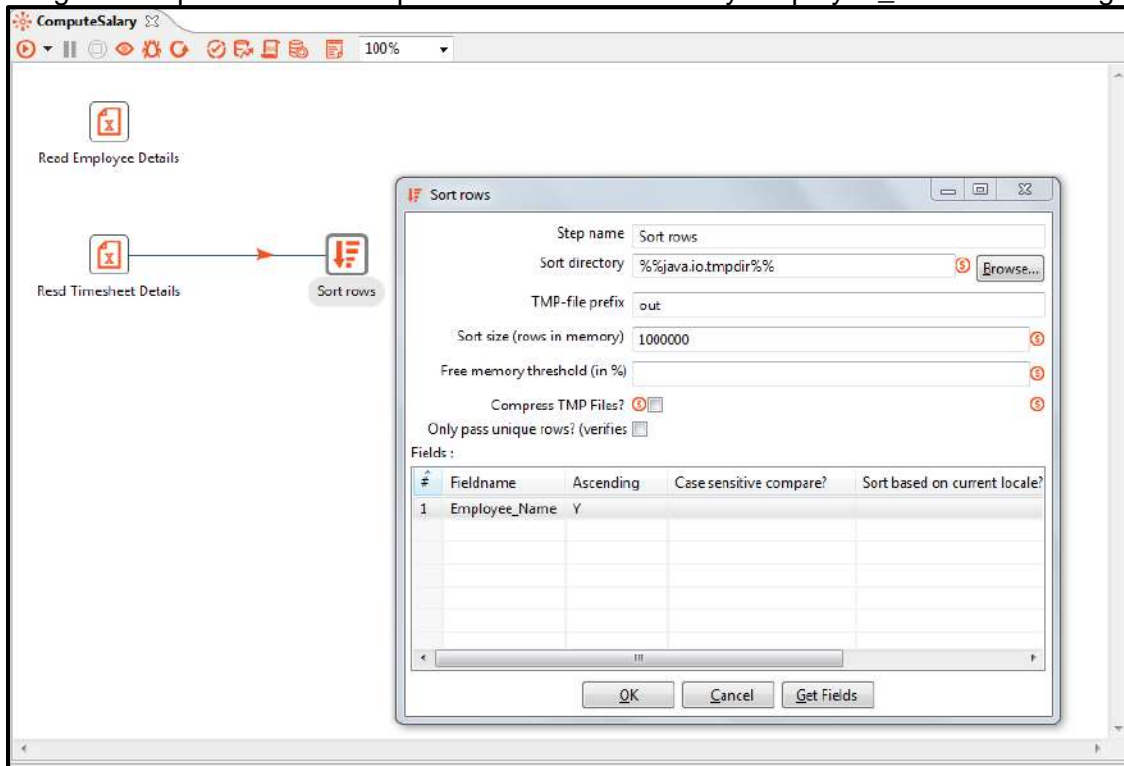 ComputeSalary
100%
Read Employee Details
Resd Timesheet Details
Sort rows
Sort rows
Step name Sort rows
Sort directory %%java.io.tmpdir%% Browse...
TMP-file prefix out
Sort size (rows in memory) 1000000
Free memory threshold (in %)
Compress TMP Files?
Only pass unique rows? (verifies
Fields :
# Fieldname Ascending Case sensitive compare? Sort based on current locale?
1 Employee_Name Y
OK Cancel Get Fields